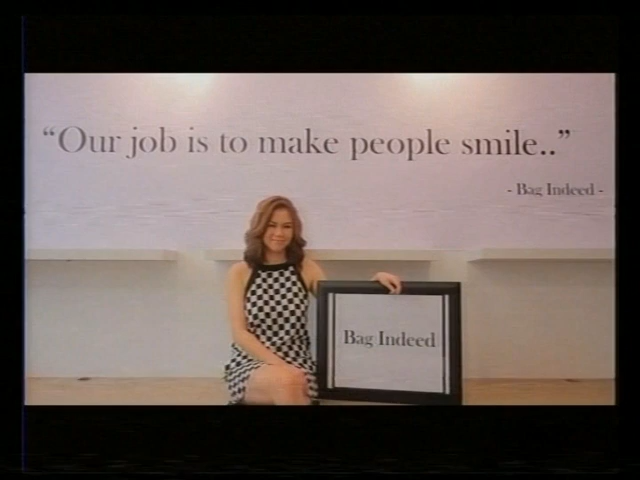 “Our job is to make people smile..”
- Bag Indeed -
Bag Indeed